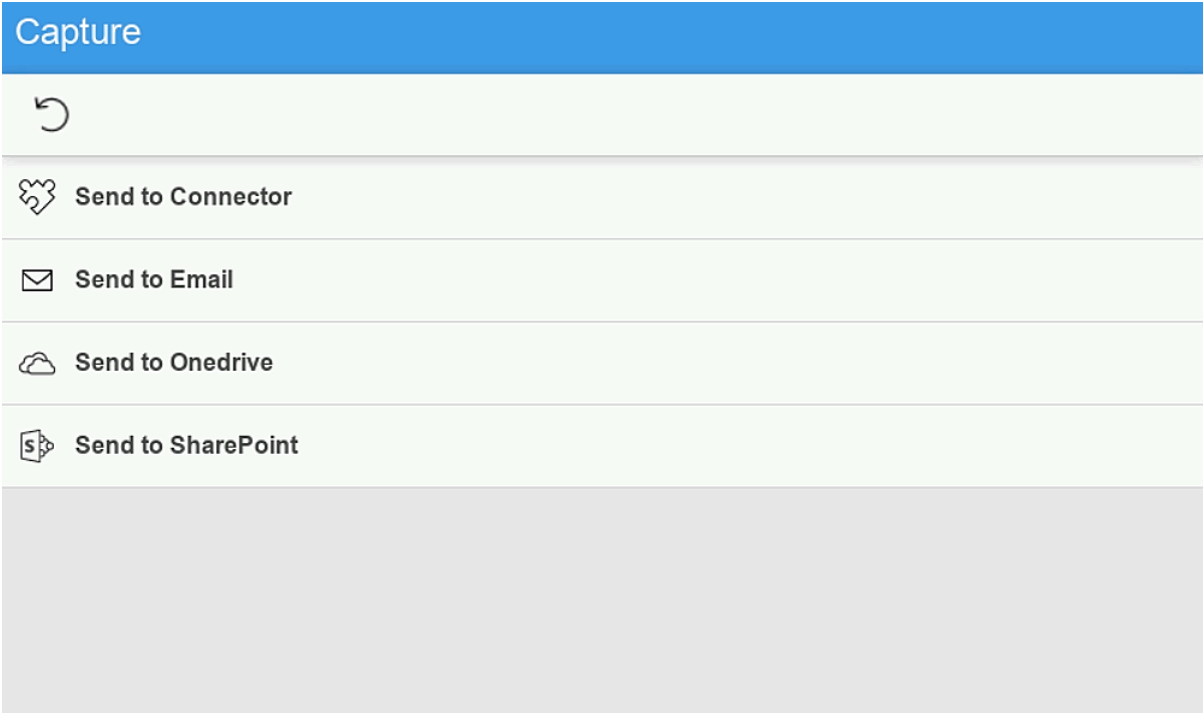 Capture
Send to Connector
Send to Email
Send to Onedrive
Send to SharePoint